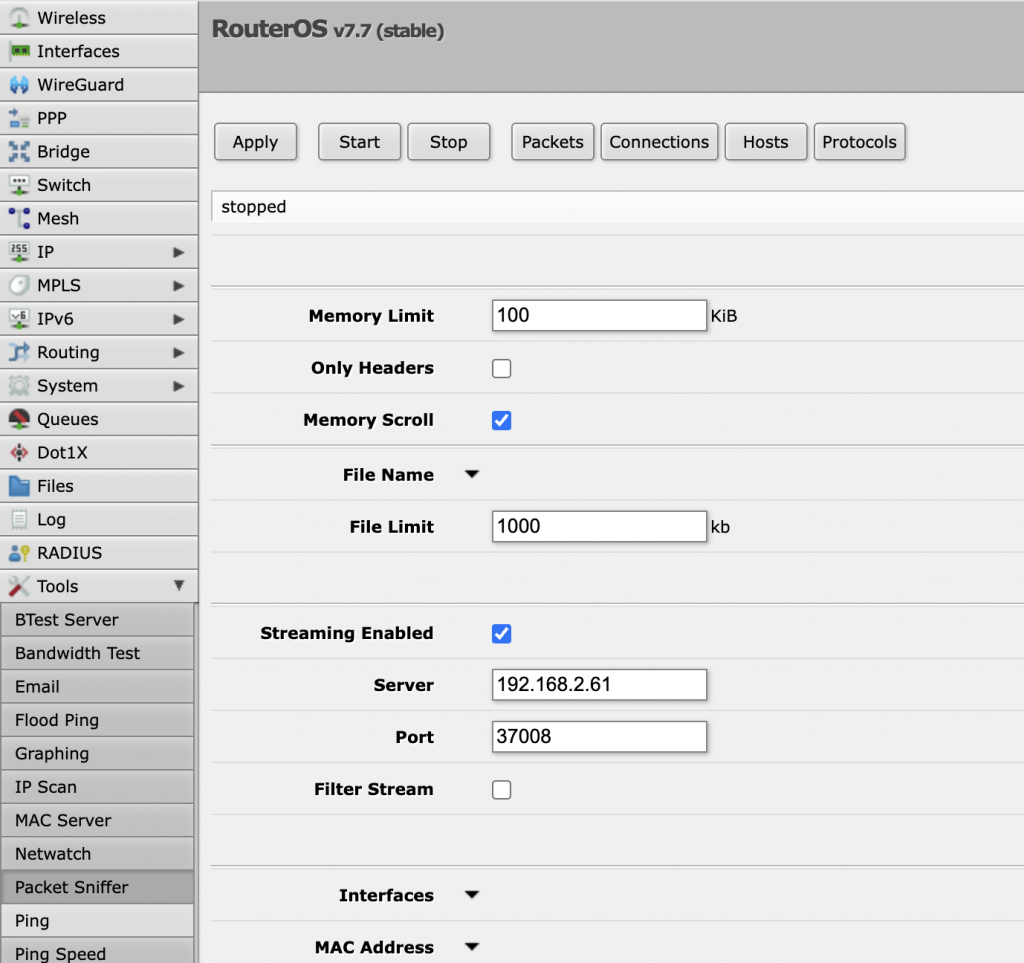 Wireless
Interfaces
WireGuard
PPP
Bridge
Switch
Mesh
255
IP
MPLS
v6
IPv6
Routing
System
Queues
Dot1X
Files
Log
RADIUS
Tools
BTest Server
Bandwidth Test
Email
Flood Ping
Graphing
IP Scan
MAC Server
Netwatch
Packet Sniffer
Ping
Ping Speed
RouterOS v7.7 (stable)
Apply Start Stop Packets Connections Hosts Protocols
stopped
Memory Limit 100 KiB
Only Headers
Memory Scroll
File Name
File Limit 1000 kb
Streaming Enabled
Server 192.168.2.61
Port 37008
Filter Stream
Interfaces
MAC Address